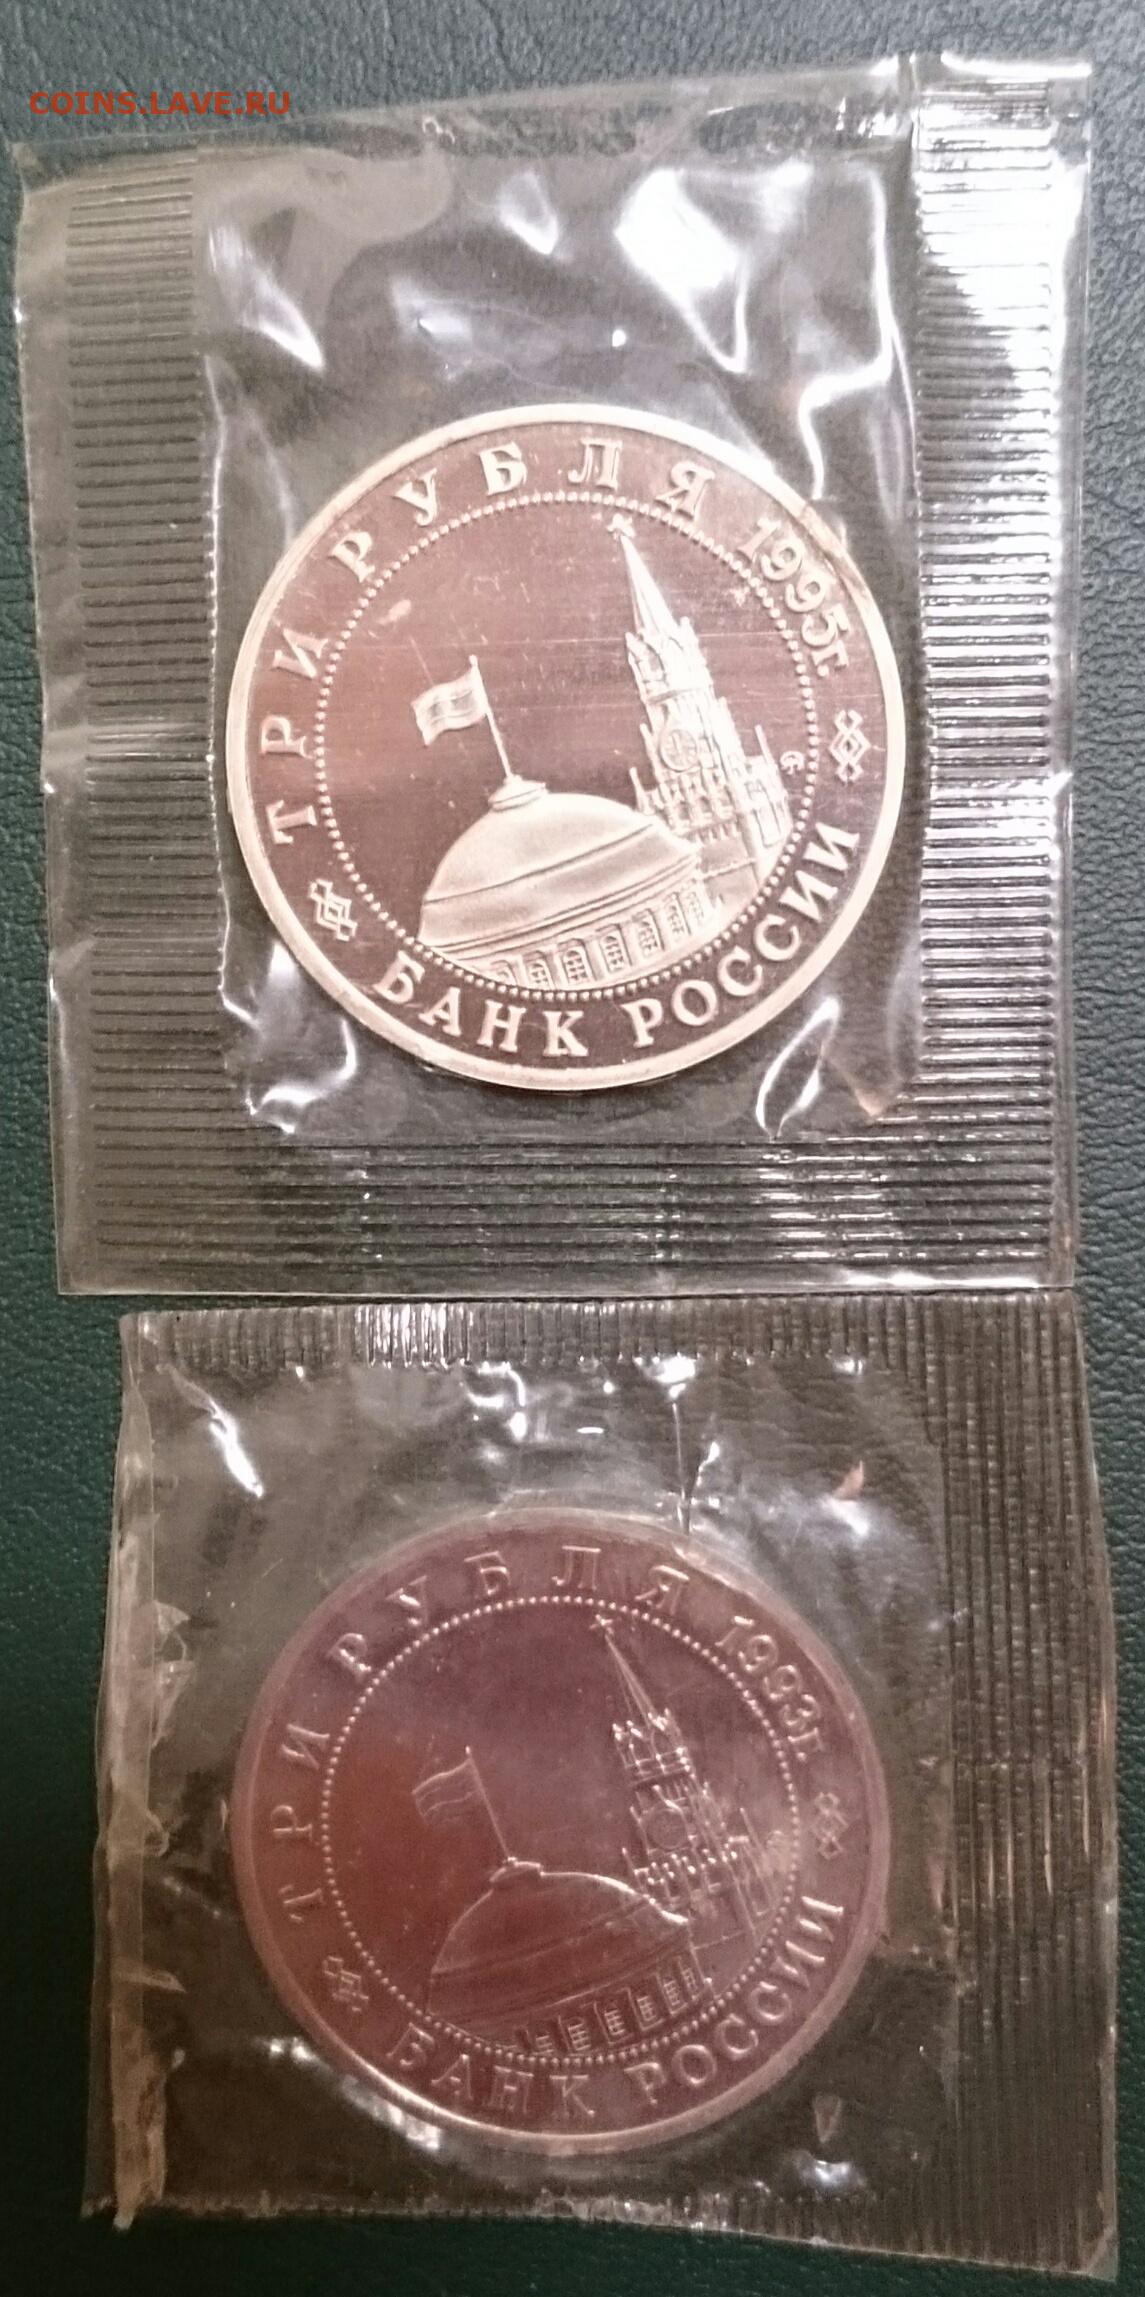 COINS.LAVE.RU
ТРИ РУБЛЯ 1995г.
БАНК РОССИИ
ТРИ РУБЛЯ 1993г.
БАНК РОССИИ